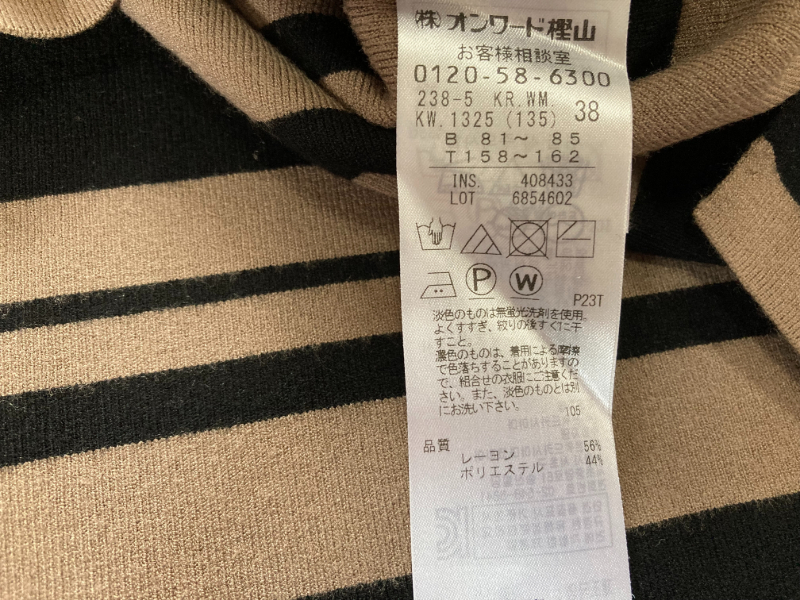 (株)オンワード樫山
お客様相談室
0120-58-6300
238-5 KR.WM. 38
KW.1325(135)
B 81～ 85
T158～162
INS. 408433
LOT 6854602
P W
P23T
淡色のものは無蛍光洗剤を使用。
よくすすぎ、絞りの後すぐに干
すこと。
濃色のものは、着用による摩擦
で色落ちすることがありますの
で、組合せの衣服にご注意くだ
さい。また、淡色のものとは別
にお洗い下さい。
105
品質
レーヨン 56%
ポリエステル 44%